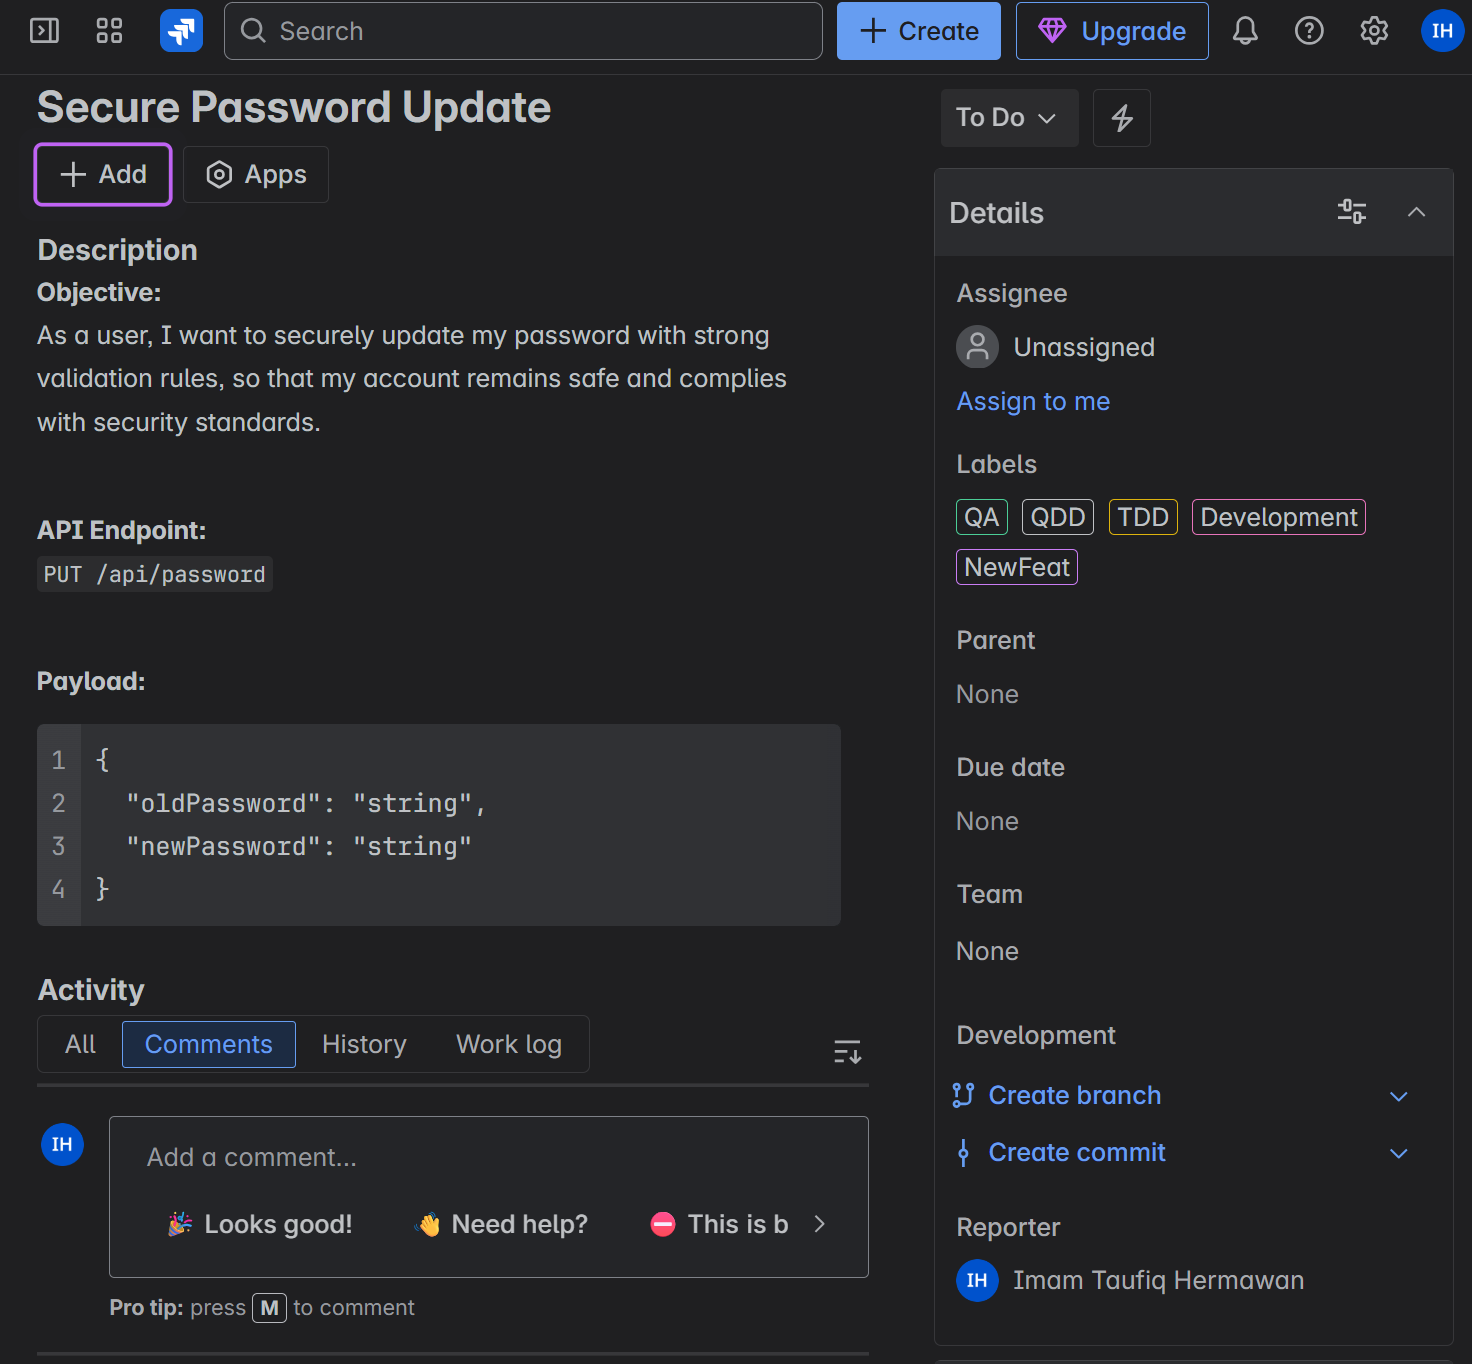 Search
Create
Upgrade
IH
Secure Password Update
Add
Apps
Description
Objective:
As a user, I want to securely update my password with strong
validation rules, so that my account remains safe and complies
with security standards.
API Endpoint:
PUT /api/password
Payload:
1 {
2 "oldPassword": "string",
3 "newPassword": "string"
4 }
Activity
All Comments History Work log
IH
Add a comment...
🎉 Looks good! 👋 Need help? ⛔ This is b
Pro tip: press M to comment
To Do
Details
Assignee
Unassigned
Assign to me
Labels
QA QDD TDD Development
NewFeat
Parent
None
Due date
None
Team
None
Development
Create branch
Create commit
Reporter
IH Imam Taufiq Hermawan